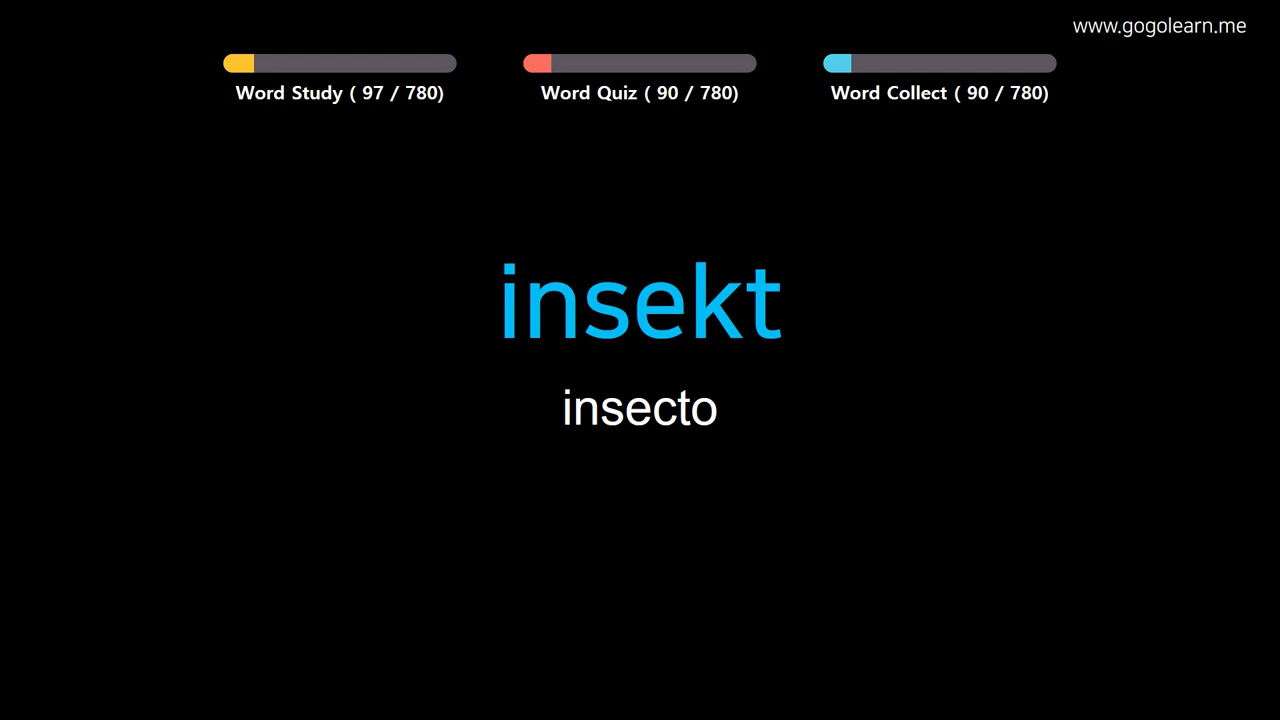 www.gogolearn.me
Word Study ( 97 / 780)
Word Quiz ( 90 / 780)
Word Collect ( 90 / 780)
insekt
insecto